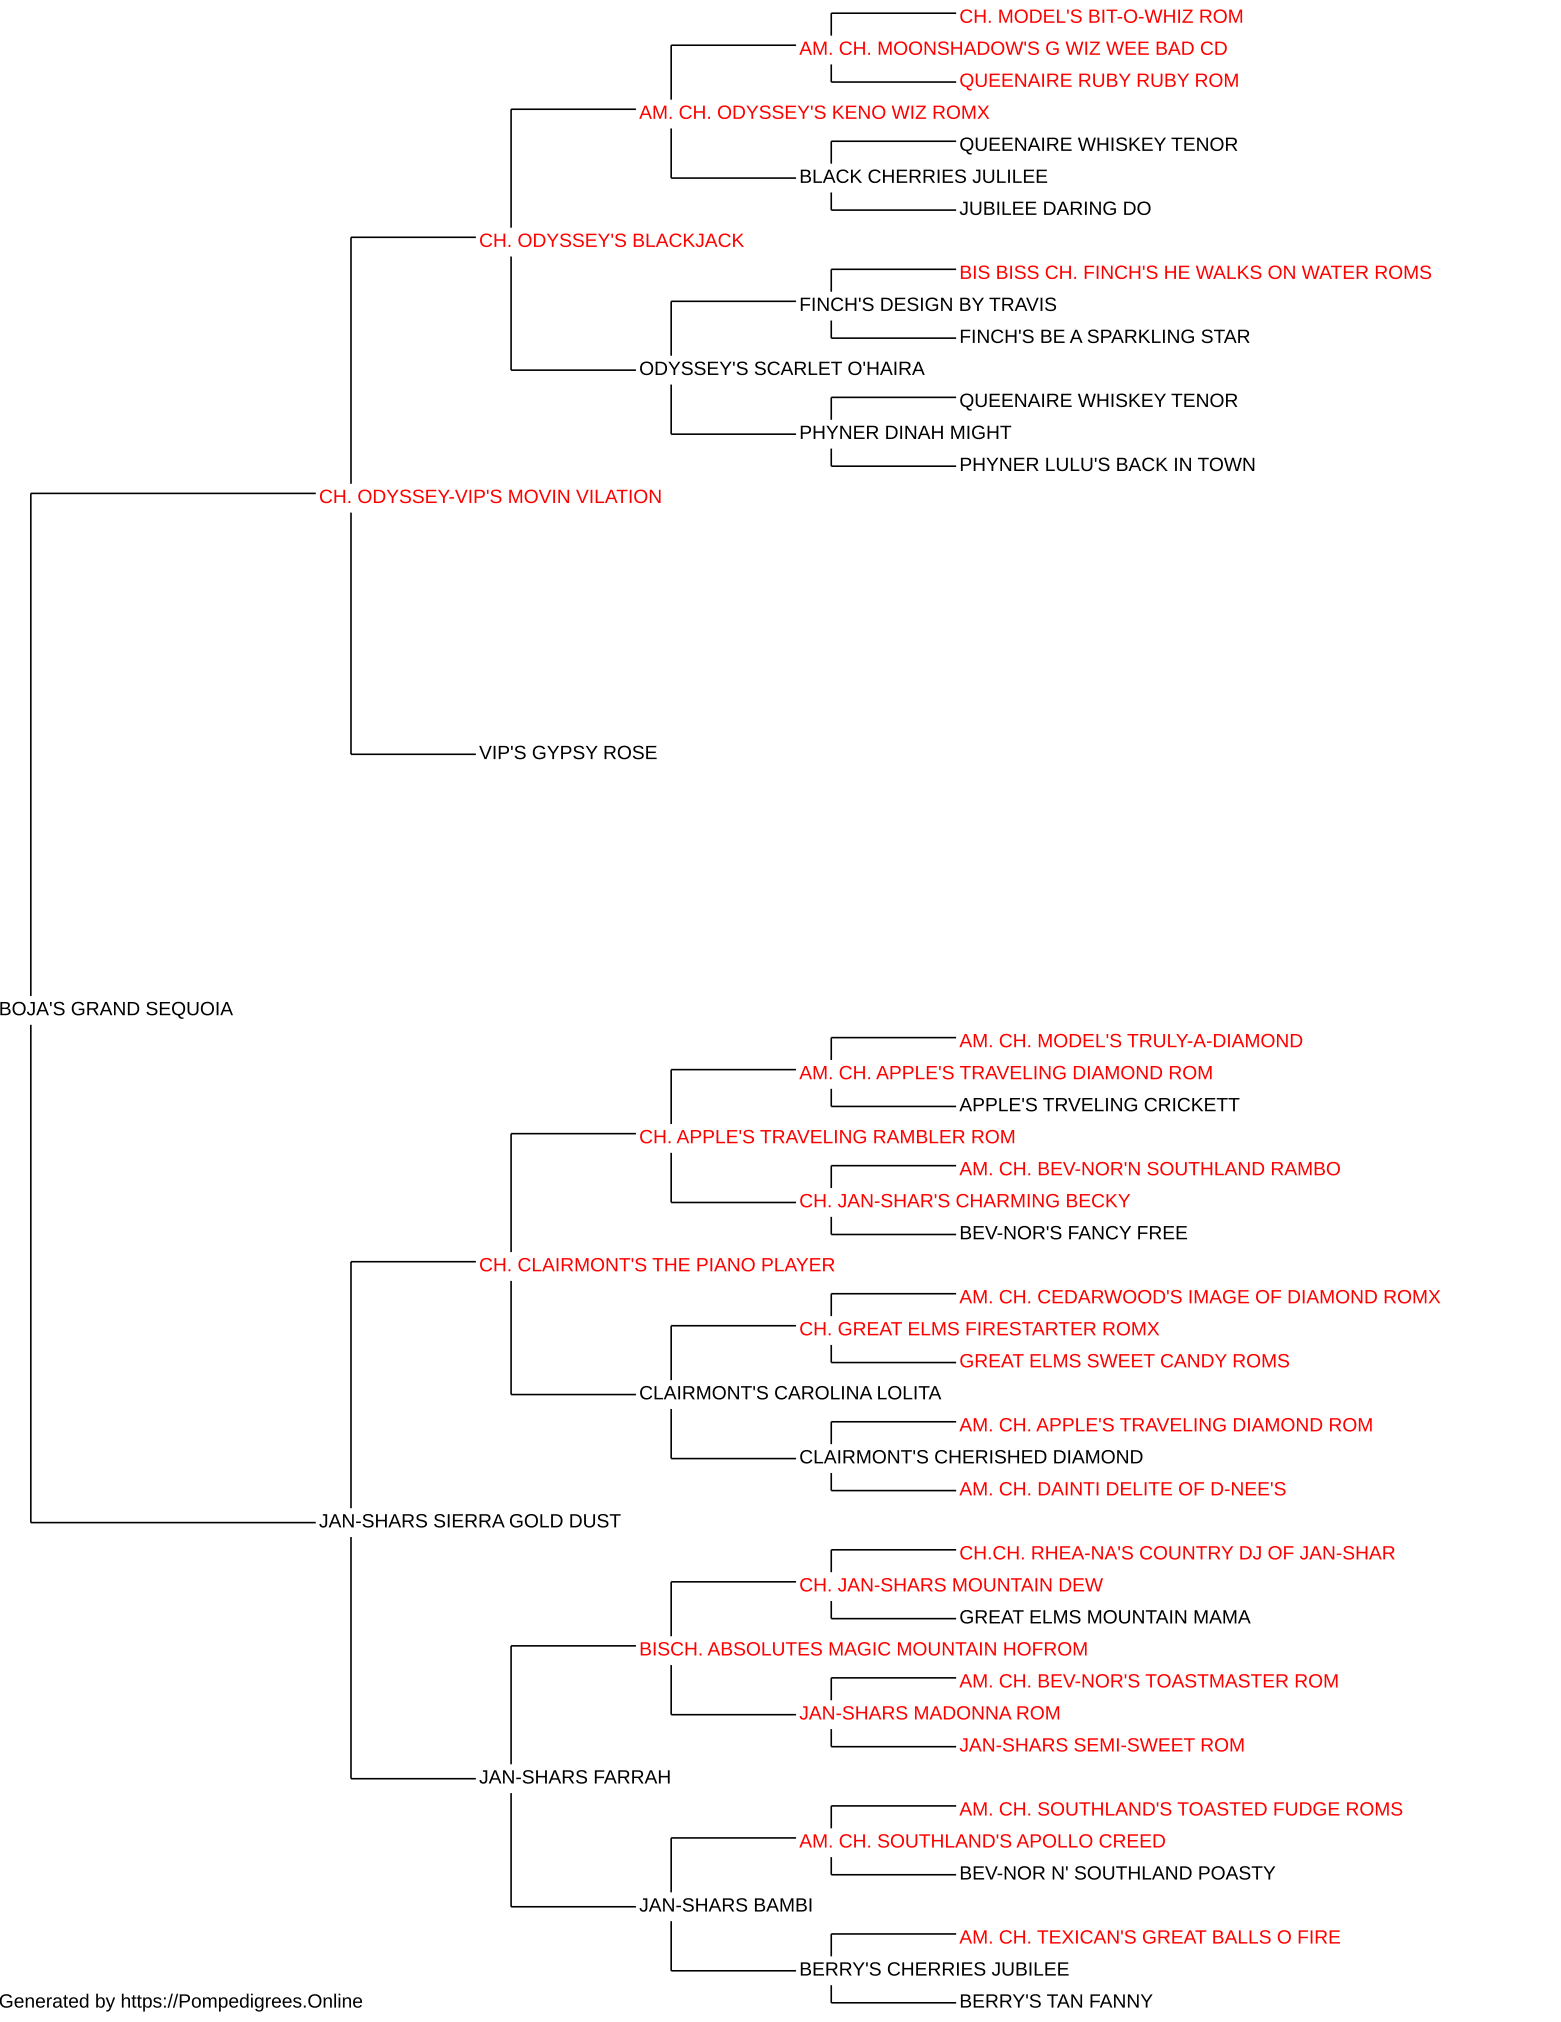 CH. MODEL'S BIT-O-WHIZ ROM
AM. CH. MOONSHADOW'S G WIZ WEE BAD CD
QUEENAIRE RUBY RUBY ROM
AM. CH. ODYSSEY'S KENO WIZ ROMX
QUEENAIRE WHISKEY TENOR
BLACK CHERRIES JULILEE
JUBILEE DARING DO
CH. ODYSSEY'S BLACKJACK
BIS BISS CH. FINCH'S HE WALKS ON WATER ROMS
FINCH'S DESIGN BY TRAVIS
FINCH'S BE A SPARKLING STAR
ODYSSEY'S SCARLET O'HAIRA
QUEENAIRE WHISKEY TENOR
PHYNER DINAH MIGHT
PHYNER LULU'S BACK IN TOWN
CH. ODYSSEY-VIP'S MOVIN VILATION
VIP'S GYPSY ROSE
BOJA'S GRAND SEQUOIA
AM. CH. MODEL'S TRULY-A-DIAMOND
AM. CH. APPLE'S TRAVELING DIAMOND ROM
APPLE'S TRVELING CRICKETT
CH. APPLE'S TRAVELING RAMBLER ROM
AM. CH. BEV-NOR'N SOUTHLAND RAMBO
CH. JAN-SHAR'S CHARMING BECKY
BEV-NOR'S FANCY FREE
CH. CLAIRMONT'S THE PIANO PLAYER
AM. CH. CEDARWOOD'S IMAGE OF DIAMOND ROMX
CH. GREAT ELMS FIRESTARTER ROMX
GREAT ELMS SWEET CANDY ROMS
CLAIRMONT'S CAROLINA LOLITA
AM. CH. APPLE'S TRAVELING DIAMOND ROM
CLAIRMONT'S CHERISHED DIAMOND
AM. CH. DAINTI DELITE OF D-NEE'S
JAN-SHARS SIERRA GOLD DUST
CH.CH. RHEA-NA'S COUNTRY DJ OF JAN-SHAR
CH. JAN-SHARS MOUNTAIN DEW
GREAT ELMS MOUNTAIN MAMA
BISCH. ABSOLUTES MAGIC MOUNTAIN HOFROM
AM. CH. BEV-NOR'S TOASTMASTER ROM
JAN-SHARS MADONNA ROM
JAN-SHARS SEMI-SWEET ROM
JAN-SHARS FARRAH
AM. CH. SOUTHLAND'S TOASTED FUDGE ROMS
AM. CH. SOUTHLAND'S APOLLO CREED
BEV-NOR N' SOUTHLAND POASTY
JAN-SHARS BAMBI
AM. CH. TEXICAN'S GREAT BALLS O FIRE
BERRY'S CHERRIES JUBILEE
BERRY'S TAN FANNY
Generated by https://Pompedigrees.Online